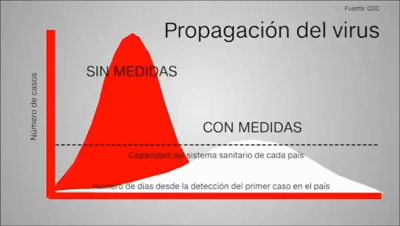 Fuente: CDC
Propagación del virus
SIN MEDIDAS
CON MEDIDAS
Capacidad del sistema sanitario de cada país
Número de días desde la detección del primer caso en el país
Número de casos